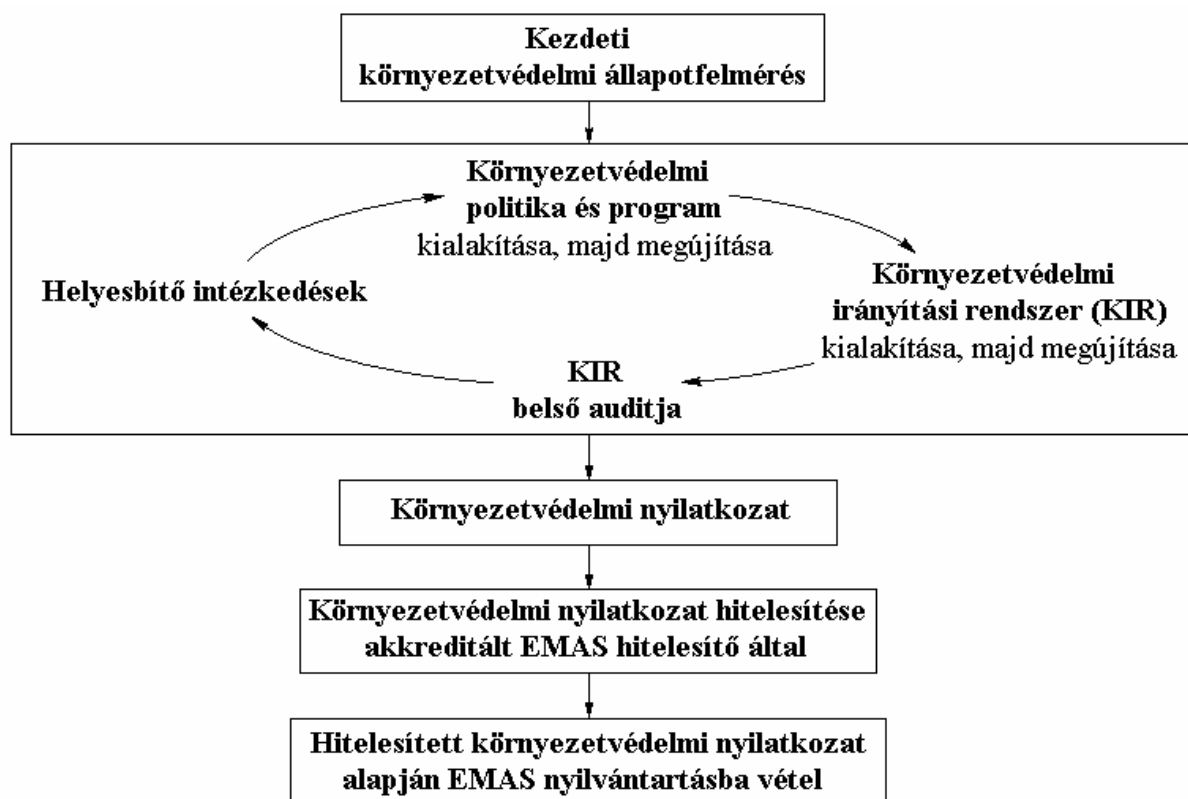 Kezdeti
környezetvédelmi állapotfelmérés
Környezetvédelmi
politika és program
kialakítása, majd megújítása
Környezetvédelmi
irányítási rendszer (KIR)
kialakítása, majd megújítása
KIR
belső auditja
Helyesbítő intézkedések
Környezetvédelmi nyilatkozat
Környezetvédelmi nyilatkozat hitelesítése
akkreditált EMAS hitelesítő által
Hitelesített környezetvédelmi nyilatkozat
alapján EMAS nyilvántartásba vétel